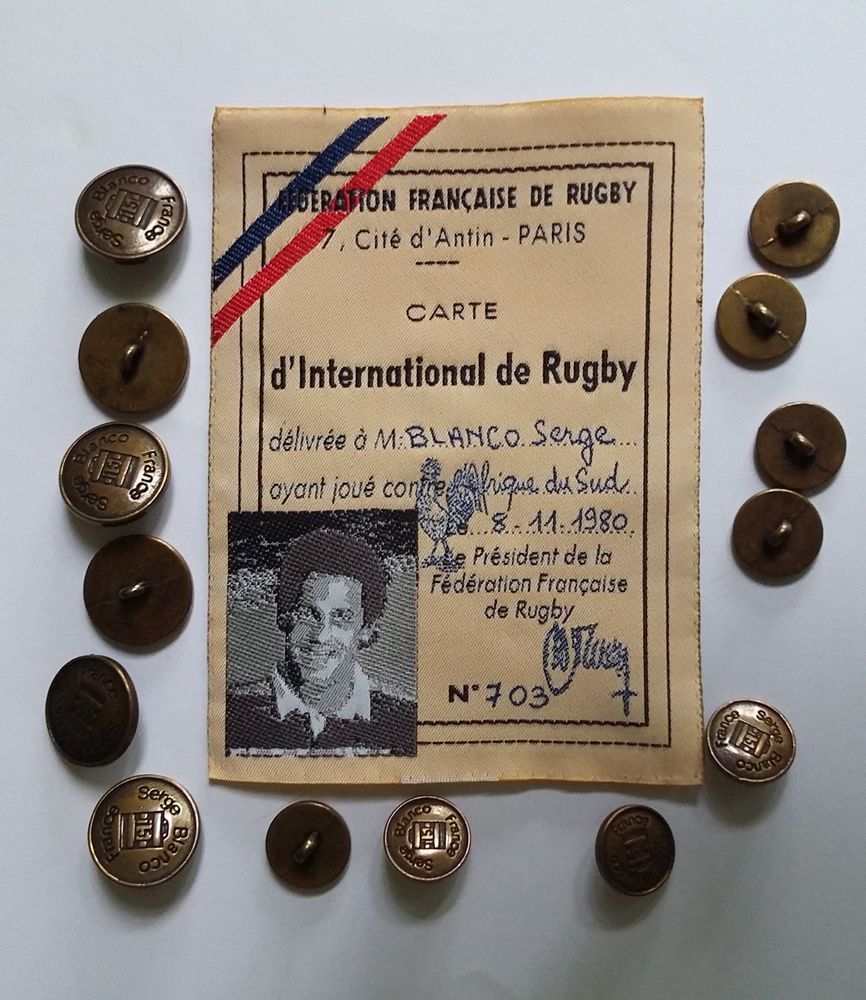 FÉDÉRATION FRANÇAISE DE RUGBY
7, Cité d'Antin - PARIS
CARTE
d'International de Rugby
délivrée à M: BLANCO Serge
ayant joué contre Afrique du Sud
le 8-11-1980
Le Président de la
Fédération Française
de Rugby
N° 703
Serge Blanco France
Serge Blanco France
France
Serge Blanco France
Serge Blanco France
France
Serge Blanco France